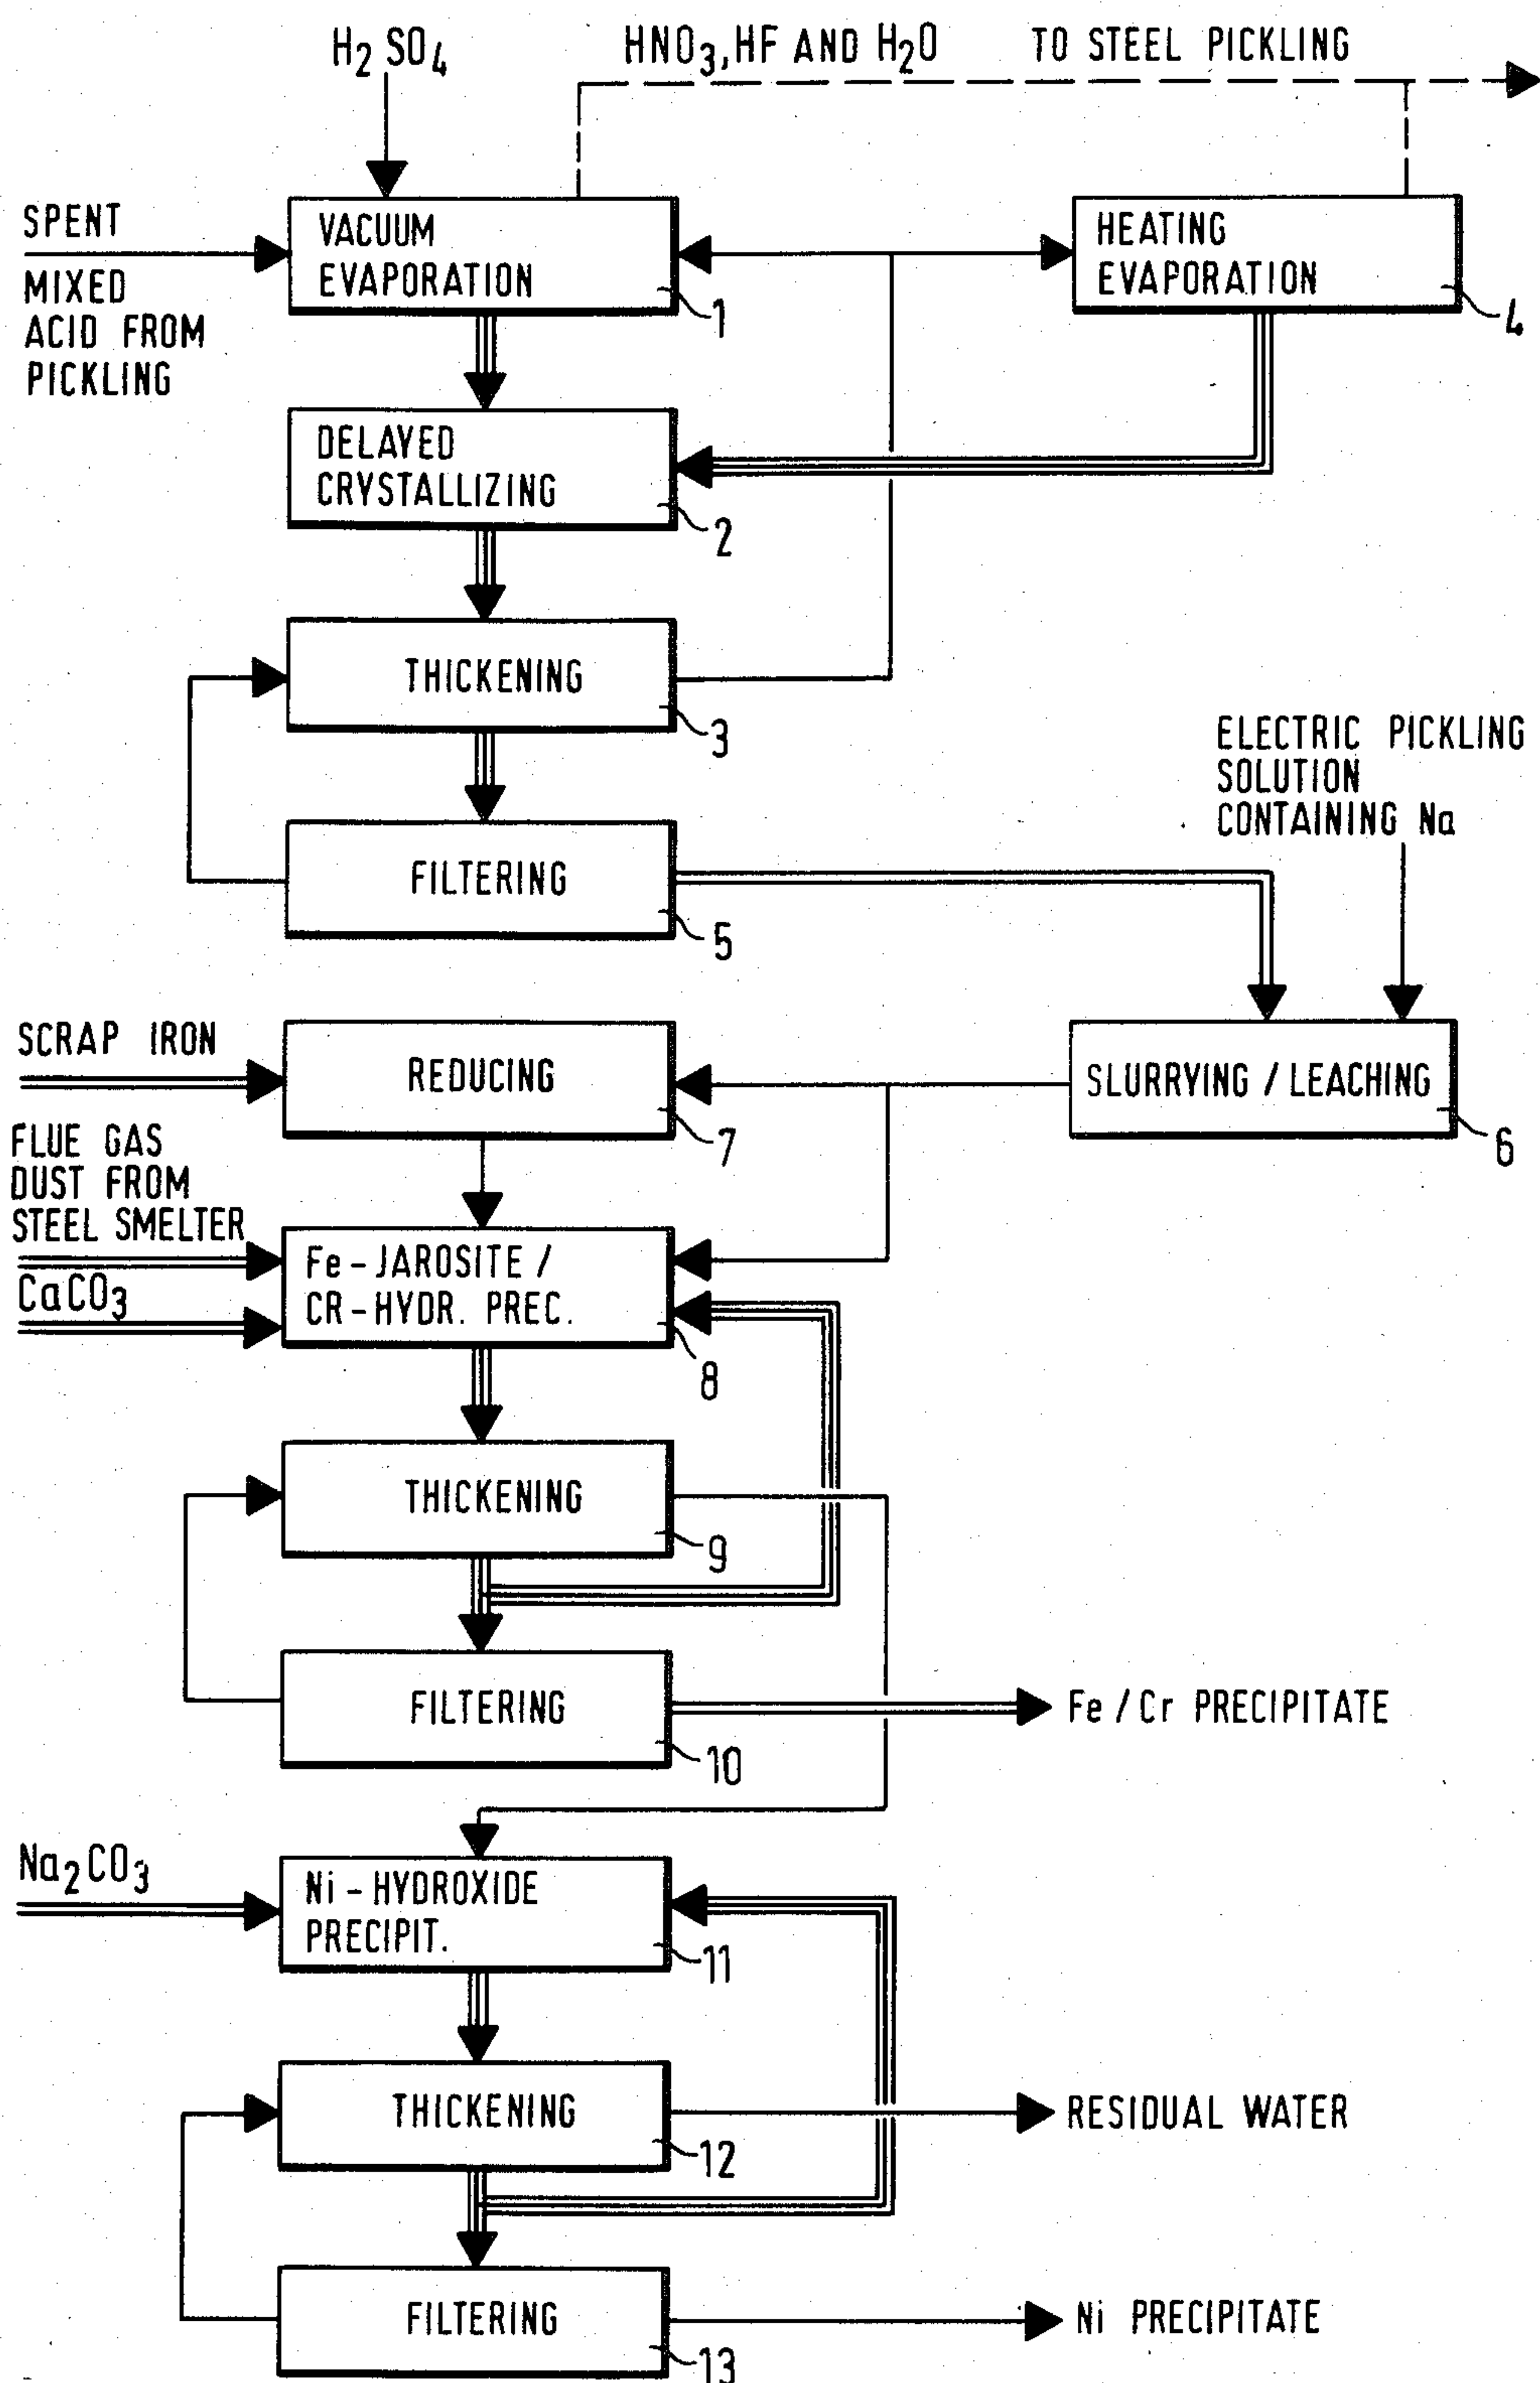 H2SO4
HNO3, HF AND H2O TO STEEL PICKLING
SPENT
MIXED
ACID FROM
PICKLING
VACUUM
EVAPORATION
1
HEATING
EVAPORATION
4
DELAYED
CRYSTALLIZING
2
THICKENING
3
ELECTRIC PICKLING
SOLUTION
CONTAINING Na
FILTERING
5
SCRAP IRON
REDUCING
7
SLURRYING / LEACHING
6
FLUE GAS
DUST FROM
STEEL SMELTER
CaCO3
Fe-JAROSITE /
CR-HYDR. PREC.
8
THICKENING
9
FILTERING
10
Fe/Cr PRECIPITATE
Na2CO3
Ni-HYDROXIDE
PRECIPIT.
11
THICKENING
12
RESIDUAL WATER
FILTERING
13
Ni PRECIPITATE